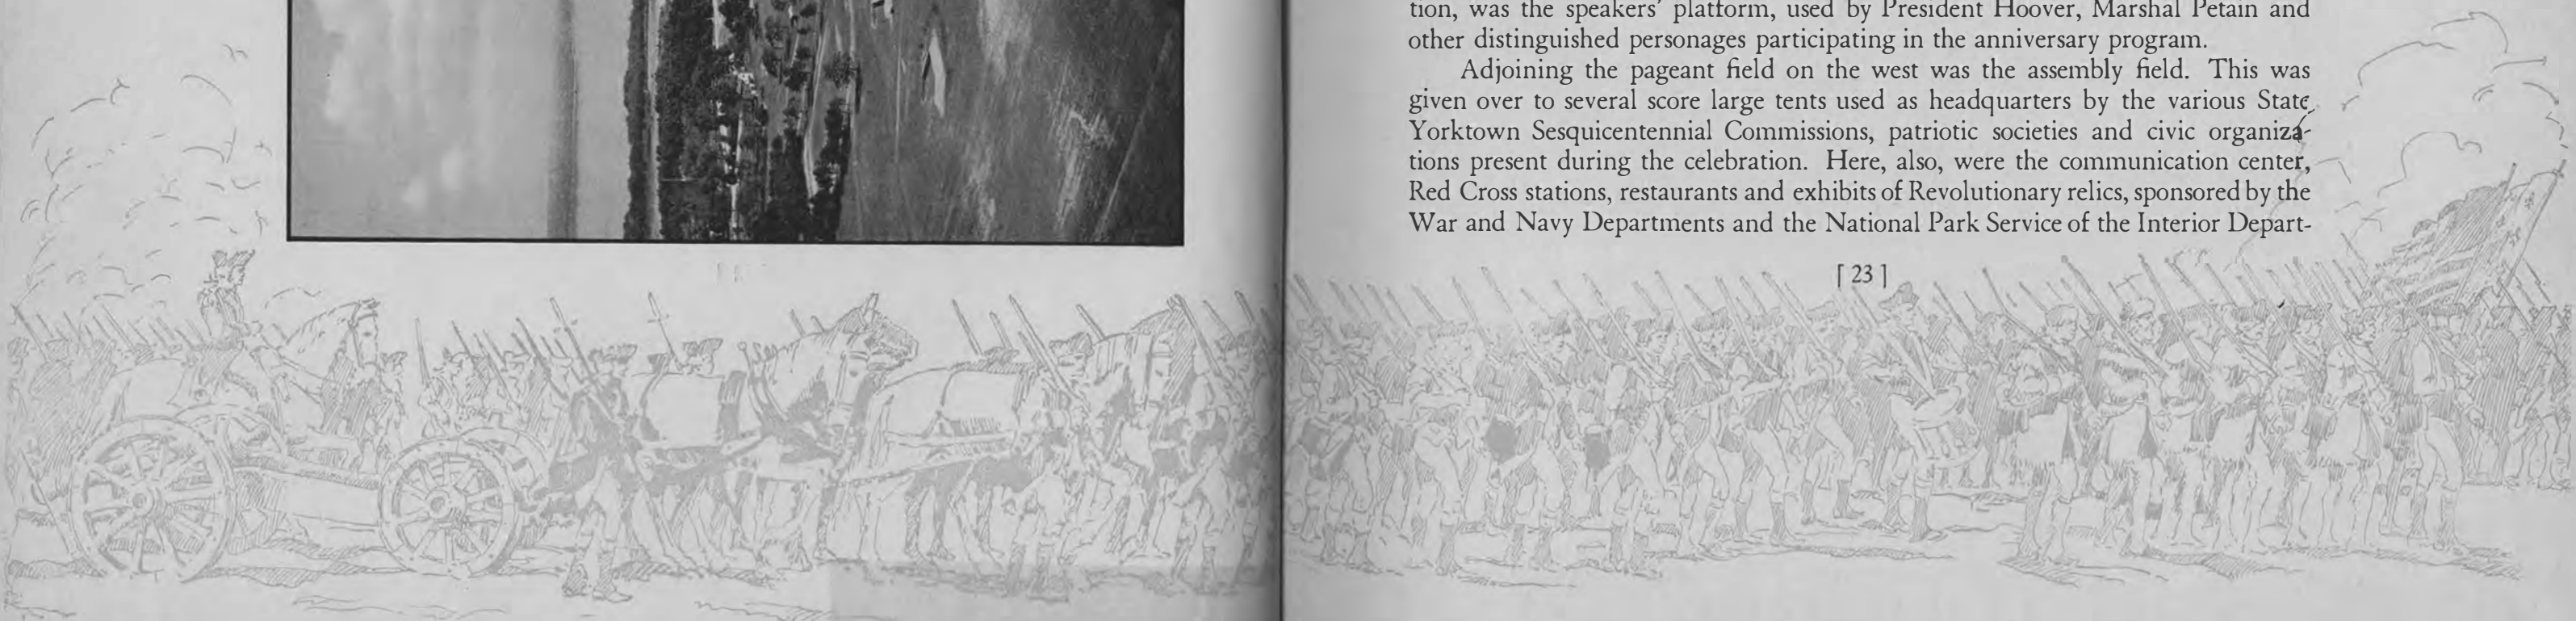 tion, was the speakers' platform, used by President Hoover, Marshal Petain and
other distinguished personages participating in the anniversary program.
Adjoining the pageant field on the west was the assembly field. This was
given over to several score large tents used as headquarters by the various State
Yorktown Sesquicentennial Commissions, patriotic societies and civic organiza-
tions present during the celebration. Here, also, were the communication center,
Red Cross stations, restaurants and exhibits of Revolutionary relics, sponsored by the
War and Navy Departments and the National Park Service of the Interior Depart-
[ 23 ]